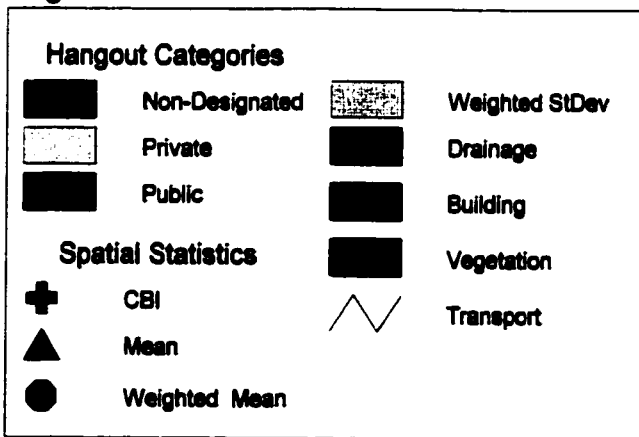 Hangout Categories
Non-Designated
Private
Public
Spatial Statistics
CBI
Mean
Weighted Mean
Weighted StDev
Drainage
Building
Vegetation
Transport